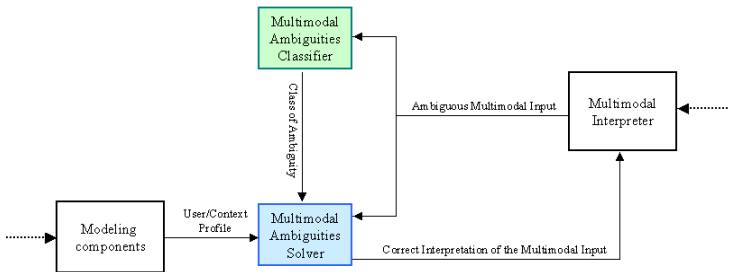 Multimodal
Ambiguities
Classifier
Class of Ambiguity
Ambiguous Multimodal Input
Multimodal
Interpreter
Modeling
components
User/Context
Profile
Multimodal
Ambiguities
Solver
Correct Interpretation of the Multimodal Input